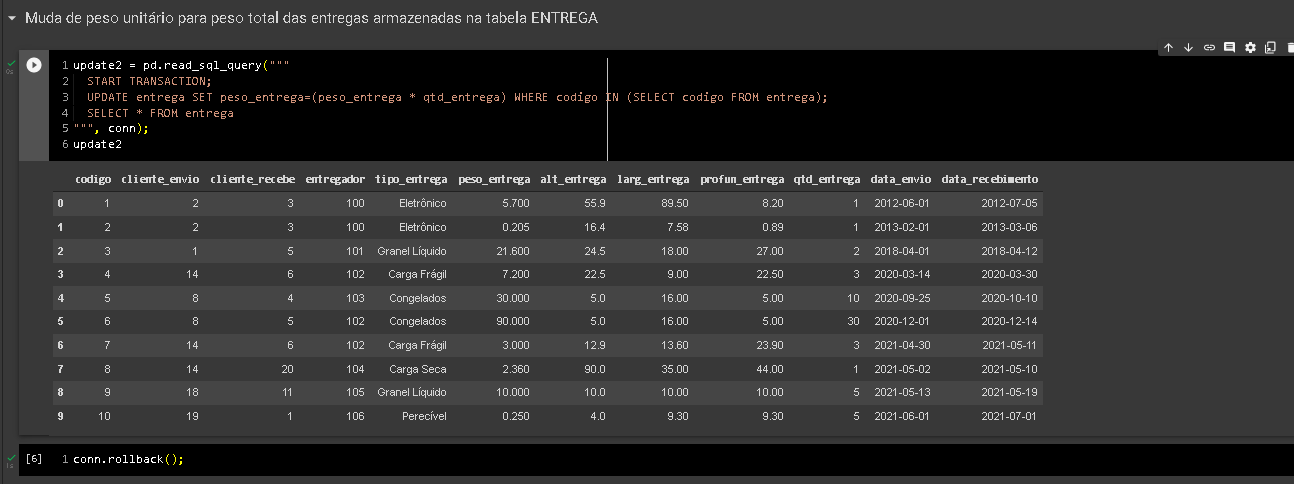 Muda de peso unitário para peso total das entregas armazenadas na tabela ENTREGA
0s
1 update2 = pd.read_sql_query("""
2 START TRANSACTION;
3 UPDATE entrega SET peso_entrega=(peso_entrega * qtd_entrega) WHERE codigo IN (SELECT codigo FROM entrega);
4 SELECT * FROM entrega
5 """, conn);
6 update2
codigo cliente_envio cliente_recebe entregador tipo_entrega peso_entrega alt_entrega larg_entrega profun_entrega qtd_entrega data_envio data_recebimento
0 1 2 3 100 Eletrônico 5.700 55.9 89.50 8.20 1 2012-06-01 2012-07-05
1 2 2 3 100 Eletrônico 0.205 16.4 7.58 0.89 1 2013-02-01 2013-03-06
2 3 1 5 101 Granel Líquido 21.600 24.5 18.00 27.00 2 2018-04-01 2018-04-12
3 4 14 6 102 Carga Frágil 7.200 22.5 9.00 22.50 3 2020-03-14 2020-03-30
4 5 8 4 103 Congelados 30.000 5.0 16.00 5.00 10 2020-09-25 2020-10-10
5 6 8 5 102 Congelados 90.000 5.0 16.00 5.00 30 2020-12-01 2020-12-14
6 7 14 6 102 Carga Frágil 3.000 12.9 13.60 23.90 3 2021-04-30 2021-05-11
7 8 14 20 104 Carga Seca 2.360 90.0 35.00 44.00 1 2021-05-02 2021-05-10
8 9 18 11 105 Granel Líquido 10.000 10.0 10.00 10.00 5 2021-05-13 2021-05-19
9 10 19 1 106 Perecível 0.250 4.0 9.30 9.30 5 2021-06-01 2021-07-01
[6] 1 conn.rollback();
1s